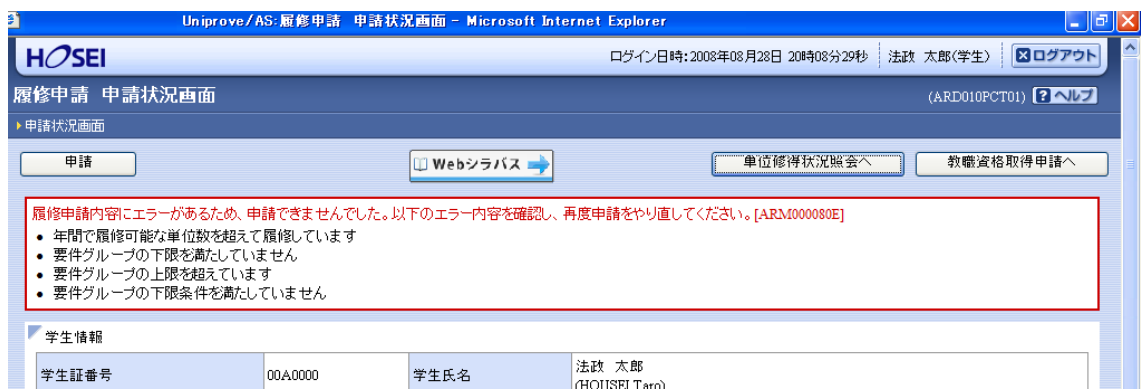 Uniprove/AS:履修申請 申請状況画面 - Microsoft Internet Explorer
HOSEI ログイン日時:2008年08月28日 20時08分29秒 法政 太郎(学生) ログアウト
履修申請 申請状況画面 (ARD010PCT01) ? ヘルプ
申請状況画面
申請 Webシラバス 単位修得状況照会へ 教職資格取得申請へ
履修申請内容にエラーがあるため、申請できませんでした。以下のエラー内容を確認し、再度申請をやり直してください。[ARM000080E]
• 年間で履修可能な単位数を超えて履修しています
• 要件グループの下限を満たしていません
• 要件グループの上限を超えています
• 要件グループの下限条件を満たしていません
学生情報
学生証番号 00A0000 学生氏名 法政 太郎
(HOUSEI Taro)